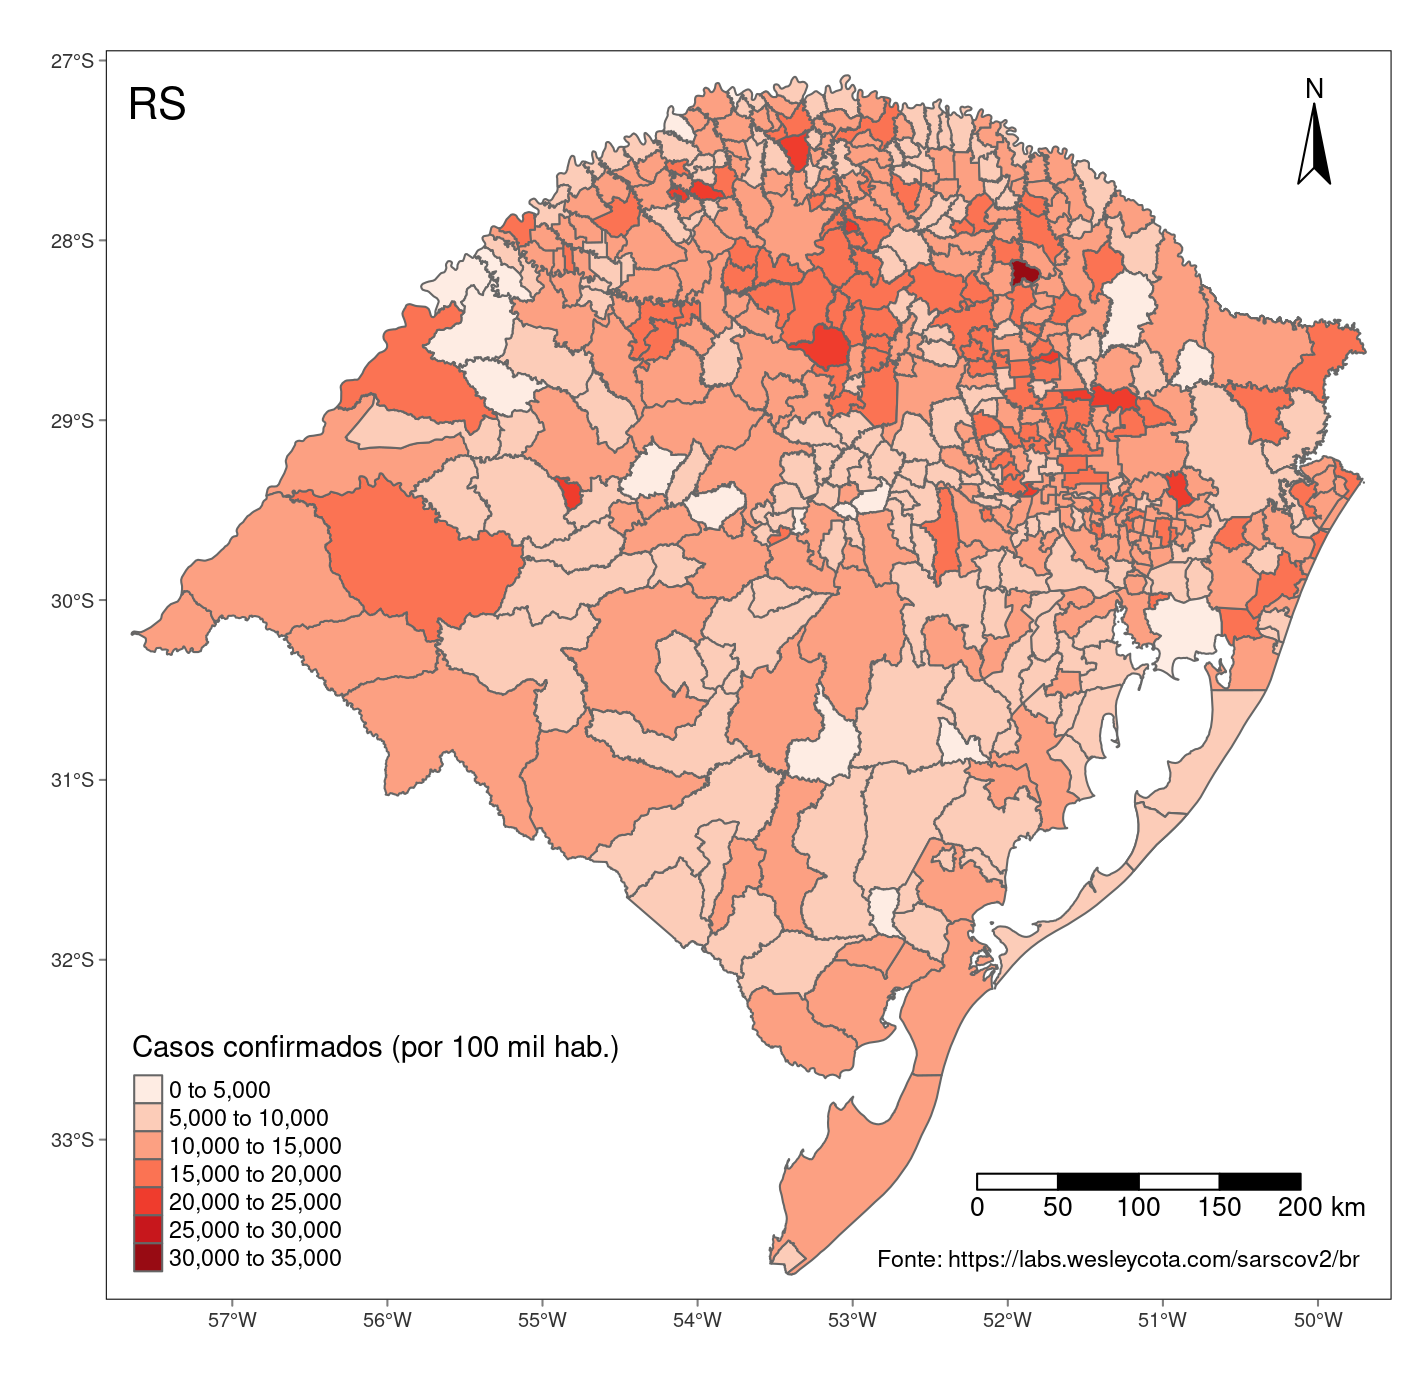 27°S
RS
N
28°S
29°S
30°S
31°S
32°S
33°S
Casos confirmados (por 100 mil hab.)
0 to 5,000
5,000 to 10,000
10,000 to 15,000
15,000 to 20,000
20,000 to 25,000
25,000 to 30,000
30,000 to 35,000
0 50 100 150 200 km
Fonte: https://labs.wesleycota.com/sarscov2/br
57°W 56°W 55°W 54°W 53°W 52°W 51°W 50°W